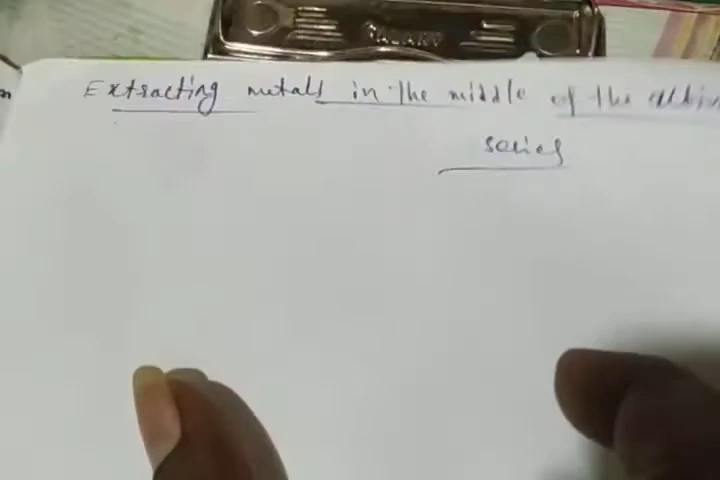 Extracting metals in the middle of the
series